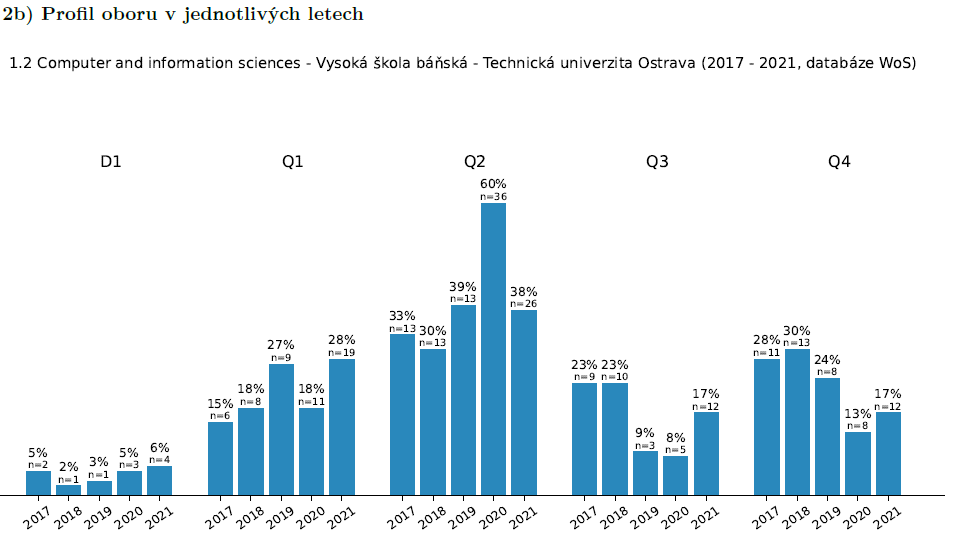 2b) Profil oboru v jednotlivých letech
1.2 Computer and information sciences - Vysoká škola báňská - Technická univerzita Ostrava (2017 - 2021, databáze WoS)
D1
5%
n=2
2%
n=1
3%
n=1
5%
n=3
6%
n=4
2017
2018
2019
2020
2021
Q1
15%
n=6
18%
n=8
27%
n=9
18%
n=11
28%
n=19
2017
2018
2019
2020
2021
Q2
33%
n=13
30%
n=13
39%
n=13
60%
n=36
38%
n=26
2017
2018
2019
2020
2021
Q3
23%
n=9
23%
n=10
9%
n=3
8%
n=5
17%
n=12
2017
2018
2019
2020
2021
Q4
28%
n=11
30%
n=13
24%
n=8
13%
n=8
17%
n=12
2017
2018
2019
2020
2021